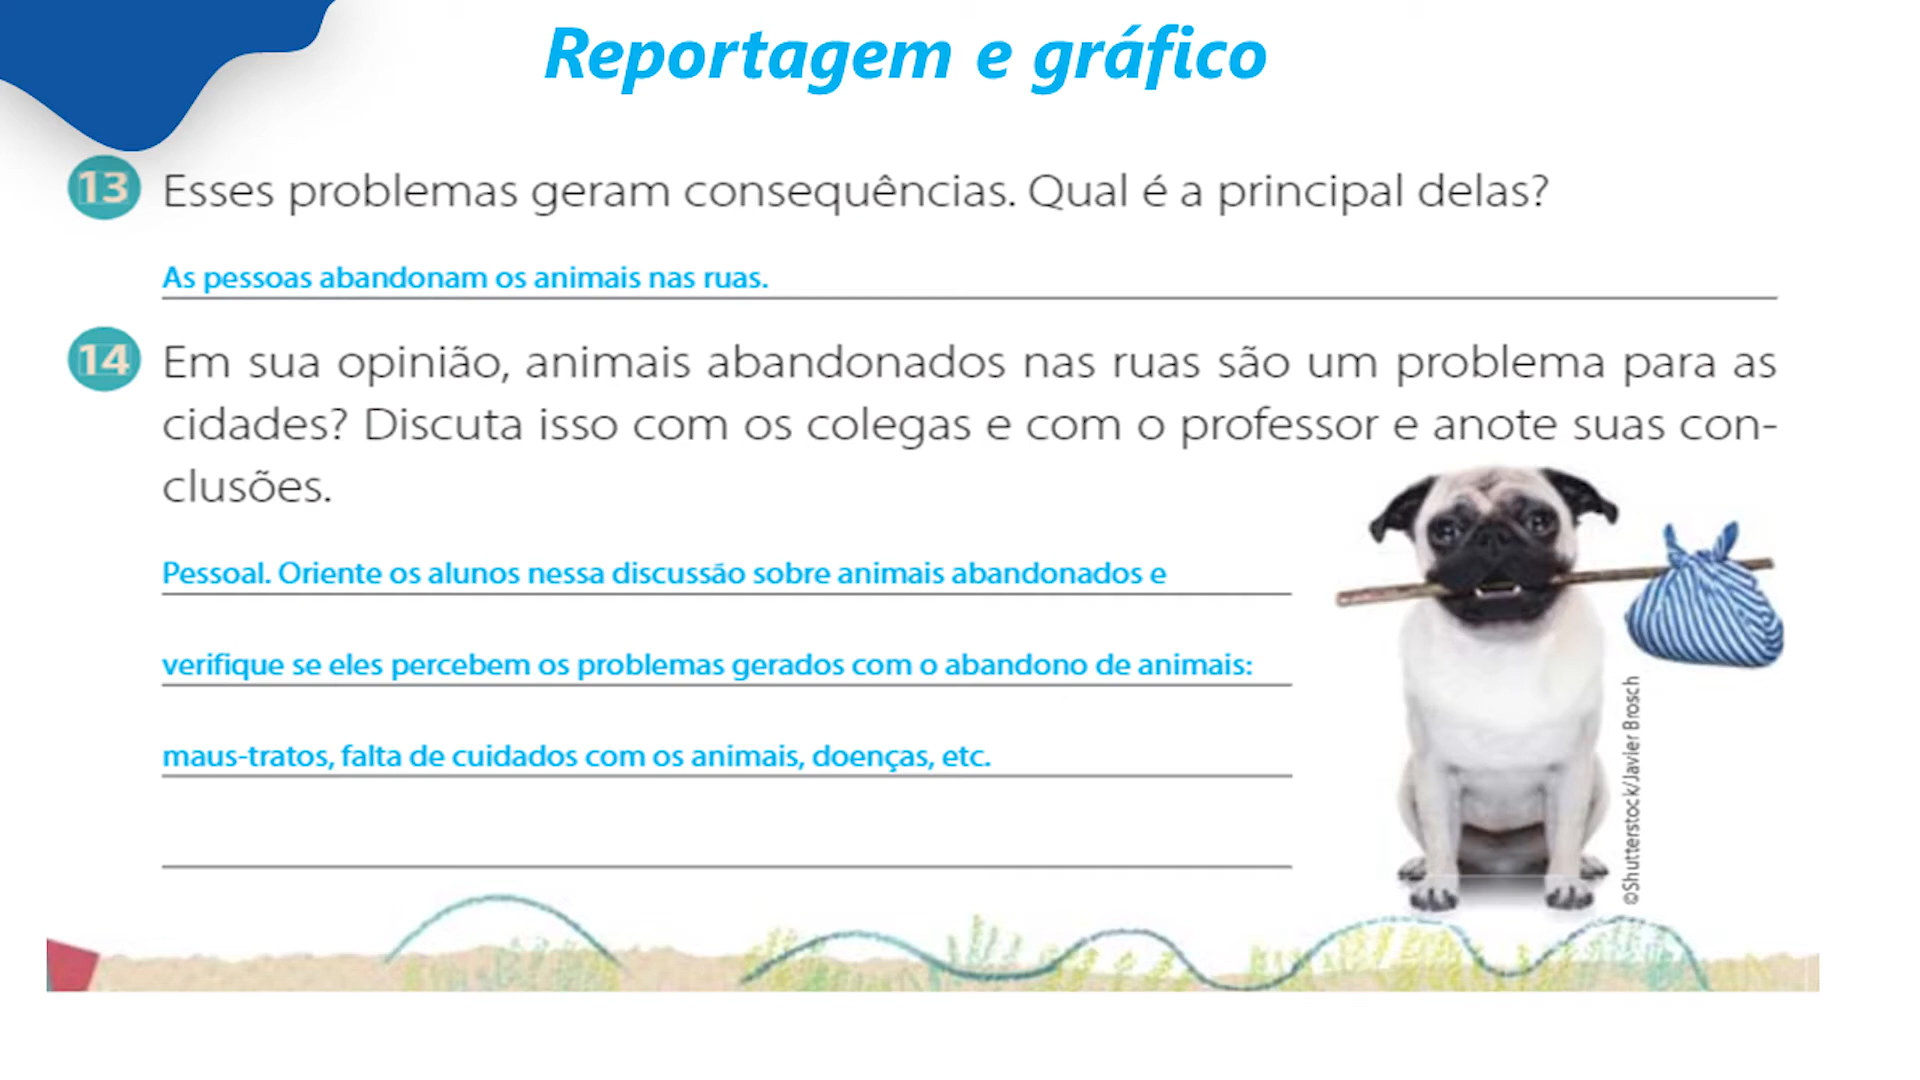 Reportagem e gráfico
13 Esses problemas geram consequências. Qual é a principal delas?
As pessoas abandonam os animais nas ruas.
14 Em sua opinião, animais abandonados nas ruas são um problema para as
cidades? Discuta isso com os colegas e com o professor e anote suas con-
clusões.
Pessoal. Oriente os alunos nessa discussão sobre animais abandonados e
verifique se eles percebem os problemas gerados com o abandono de animais:
maus-tratos, falta de cuidados com os animais, doenças, etc.
©Shutterstock/Javier Brosch